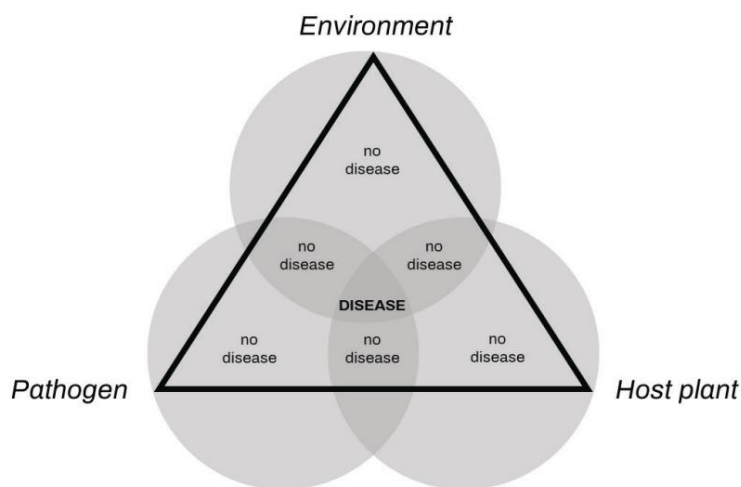 Environment
no
disease
no
disease
no
disease
DISEASE
no
disease
no
disease
no
disease
Pathogen
Host plant